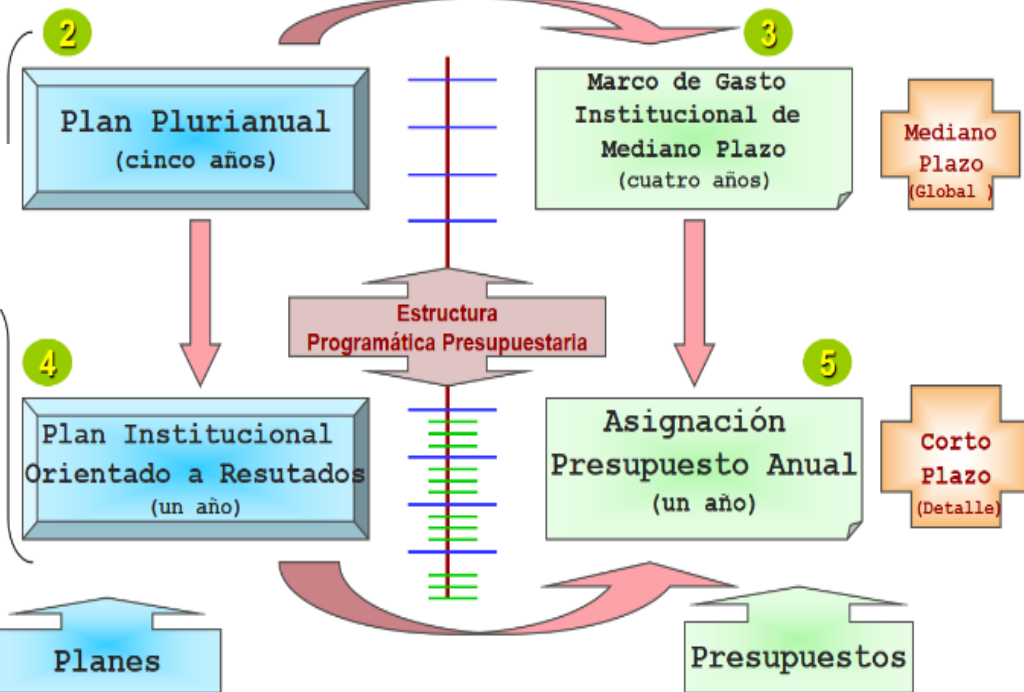 2
3
Plan Plurianual
(cinco años)
Marco de Gasto
Institucional de
Mediano Plazo
(cuatro años)
Mediano
Plazo
(Global )
Estructura
Programática Presupuestaria
4
5
Plan Institucional
Orientado a Resutados
(un año)
Asignación
Presupuesto Anual
(un año)
Corto
Plazo
(Detalle)
Planes
Presupuestos